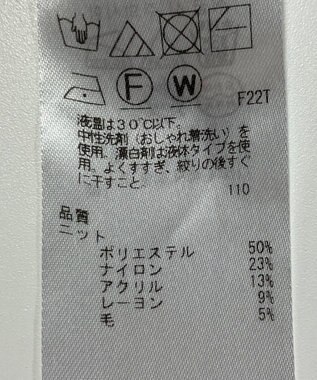 F W F22T
液温は30℃以下。
中性洗剤（おしゃれ着洗い）を
使用。漂白剤は液体タイプを使
用。よくすすぎ、絞りの後すぐ
に干すこと。
110
品質
ニット
ポリエステル 50%
ナイロン 23%
アクリル 13%
レーヨン 9%
毛 5%